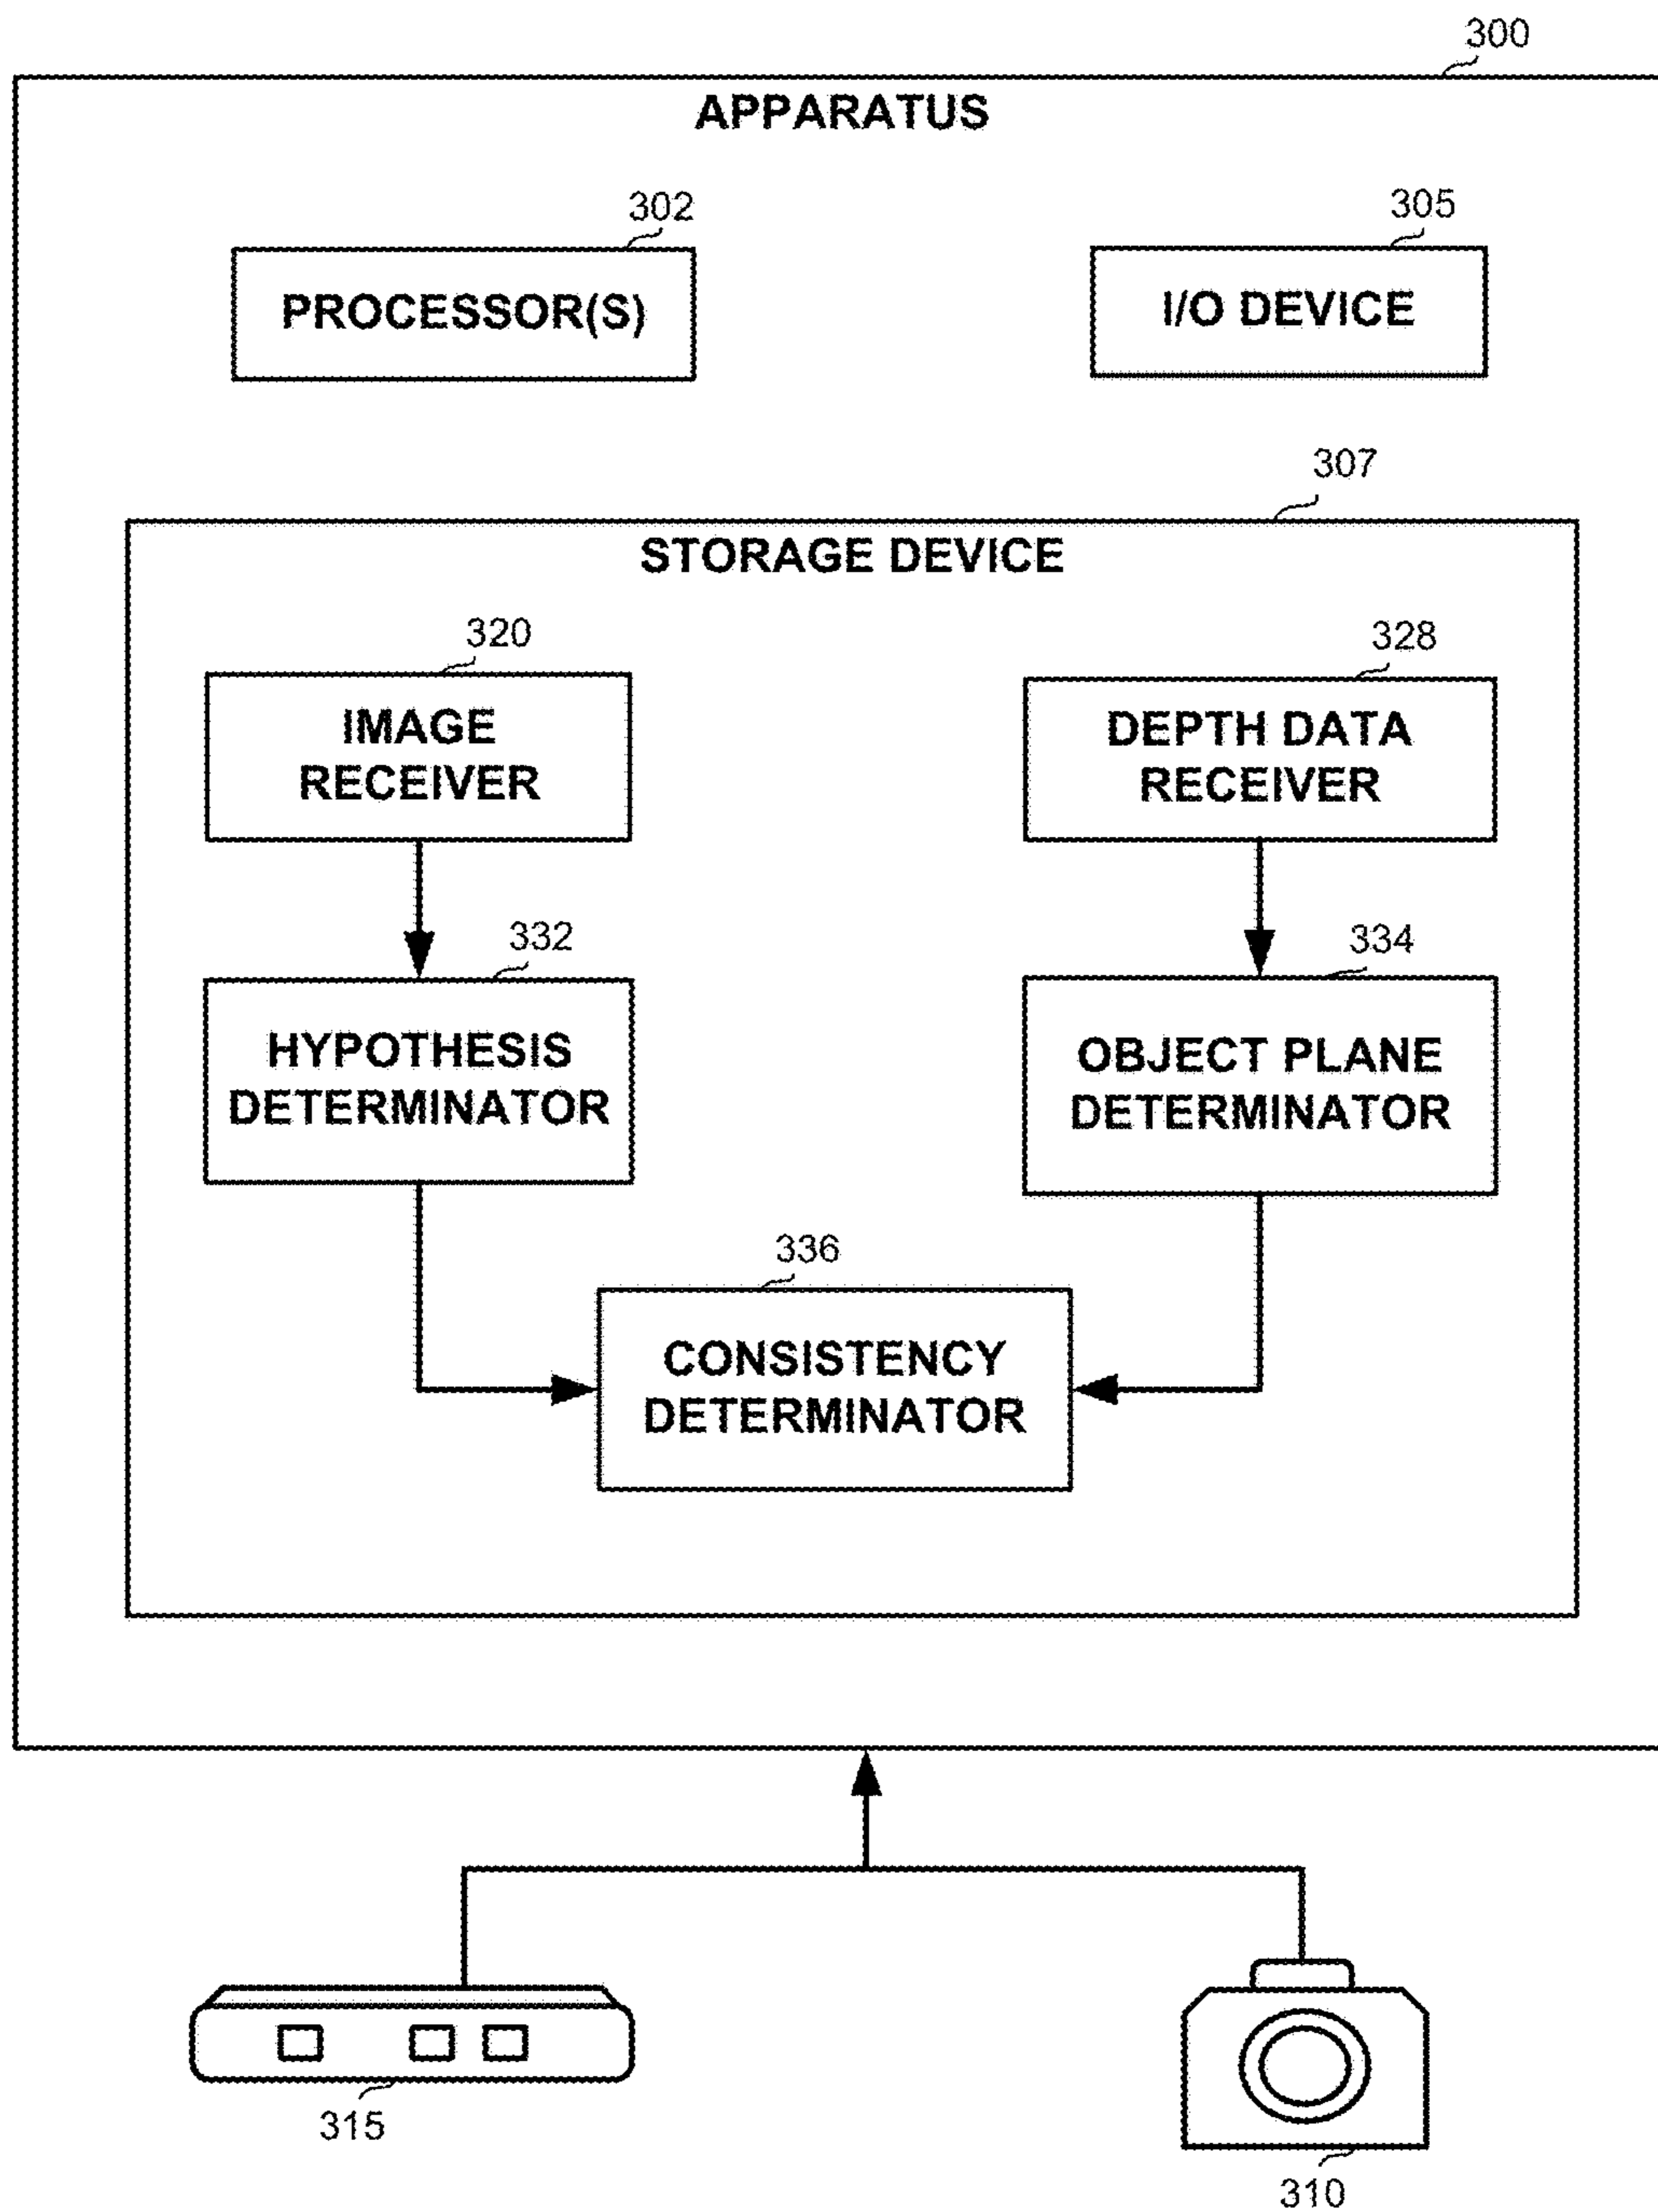 300
APPARATUS
302
305
PROCESSOR(S)
I/O DEVICE
307
STORAGE DEVICE
320
328
IMAGE
RECEIVER
DEPTH DATA
RECEIVER
332
334
HYPOTHESIS
DETERMINATOR
OBJECT PLANE
DETERMINATOR
336
CONSISTENCY
DETERMINATOR
315
310